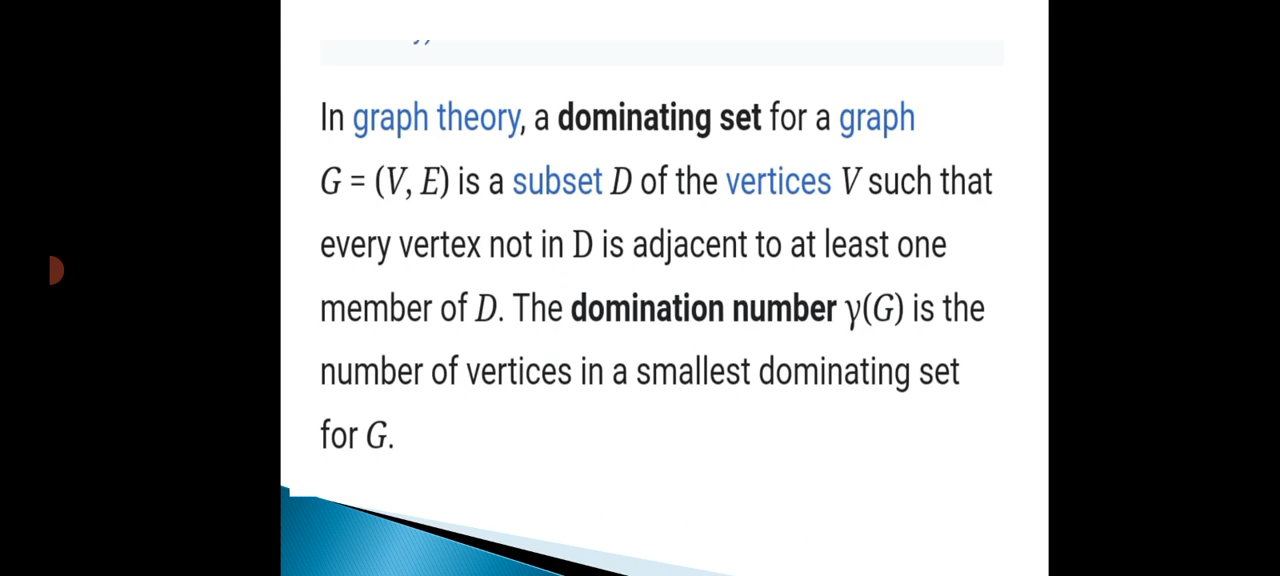 In graph theory, a dominating set for a graph
G = (V, E) is a subset D of the vertices V such that
every vertex not in D is adjacent to at least one
member of D. The domination number γ(G) is the
number of vertices in a smallest dominating set
for G.